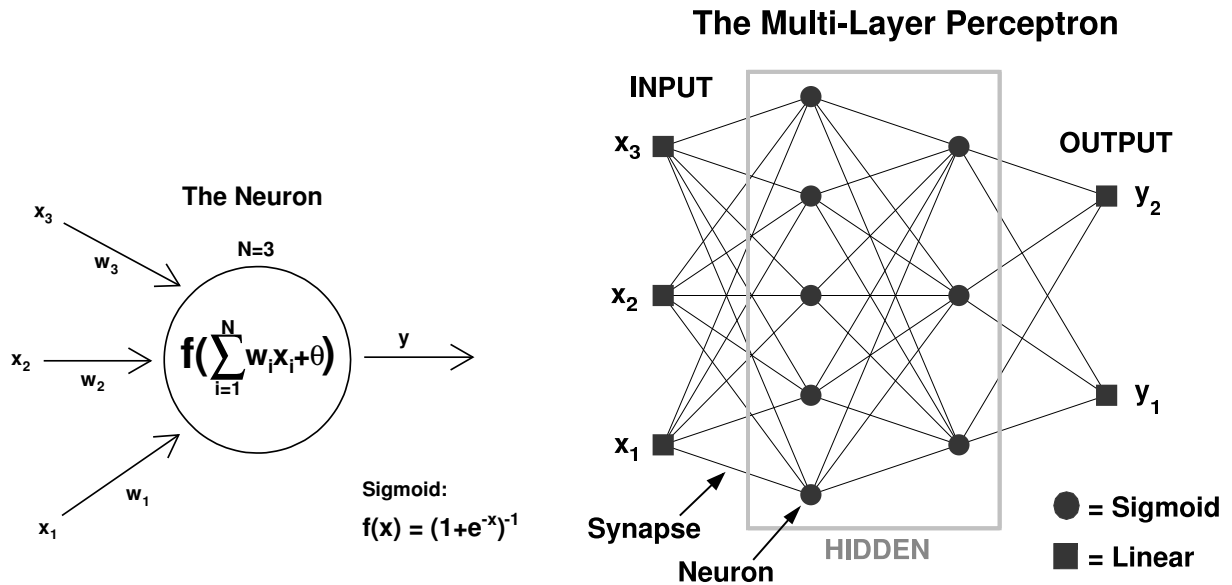 The Neuron
N=3
x₃
w₃
x₂
w₂
x₁
w₁
f(∑ᵢ₌₁ᴺ wᵢxᵢ+θ)
y
Sigmoid:
f(x) = (1+e⁻ˣ)⁻¹
The Multi-Layer Perceptron
INPUT
x₃
x₂
x₁
OUTPUT
y₂
y₁
Synapse
Neuron
HIDDEN
= Sigmoid
= Linear